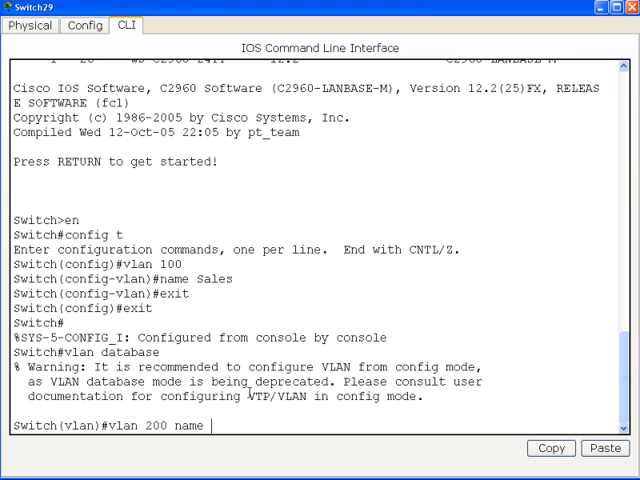 Switch29
Physical Config CLI
IOS Command Line Interface
Cisco IOS Software, C2960 Software (C2960-LANBASE-M), Version 12.2(25)FX, RELEAS
E SOFTWARE (fc1)
Copyright (c) 1986-2005 by Cisco Systems, Inc.
Compiled Wed 12-Oct-05 22:05 by pt_team
Press RETURN to get started!
Switch>en
Switch#config t
Enter configuration commands, one per line.  End with CNTL/Z.
Switch(config)#vlan 100
Switch(config-vlan)#name Sales
Switch(config-vlan)#exit
Switch(config)#exit
Switch#
%SYS-5-CONFIG_I: Configured from console by console
Switch#vlan database
% Warning: It is recommended to configure VLAN from config mode,
as VLAN database mode is being deprecated. Please consult user
documentation for configuring VTP/VLAN in config mode.
Switch(vlan)#vlan 200 name
Copy Paste